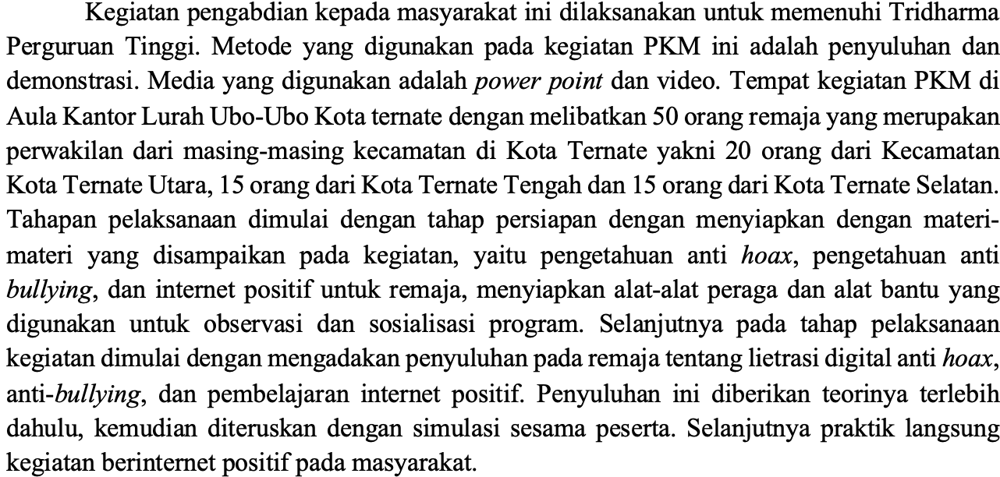 Kegiatan pengabdian kepada masyarakat ini dilaksanakan untuk memenuhi Tridharma
Perguruan Tinggi. Metode yang digunakan pada kegiatan PKM ini adalah penyuluhan dan
demonstrasi. Media yang digunakan adalah power point dan video. Tempat kegiatan PKM di
Aula Kantor Lurah Ubo-Ubo Kota ternate dengan melibatkan 50 orang remaja yang merupakan
perwakilan dari masing-masing kecamatan di Kota Ternate yakni 20 orang dari Kecamatan
Kota Ternate Utara, 15 orang dari Kota Ternate Tengah dan 15 orang dari Kota Ternate Selatan.
Tahapan pelaksanaan dimulai dengan tahap persiapan dengan menyiapkan dengan materi-
materi yang disampaikan pada kegiatan, yaitu pengetahuan anti hoax, pengetahuan anti
bullying, dan internet positif untuk remaja, menyiapkan alat-alat peraga dan alat bantu yang
digunakan untuk observasi dan sosialisasi program. Selanjutnya pada tahap pelaksanaan
kegiatan dimulai dengan mengadakan penyuluhan pada remaja tentang lietrasi digital anti hoax,
anti-bullying, dan pembelajaran internet positif. Penyuluhan ini diberikan teorinya terlebih
dahulu, kemudian diteruskan dengan simulasi sesama peserta. Selanjutnya praktik langsung
kegiatan berinternet positif pada masyarakat.